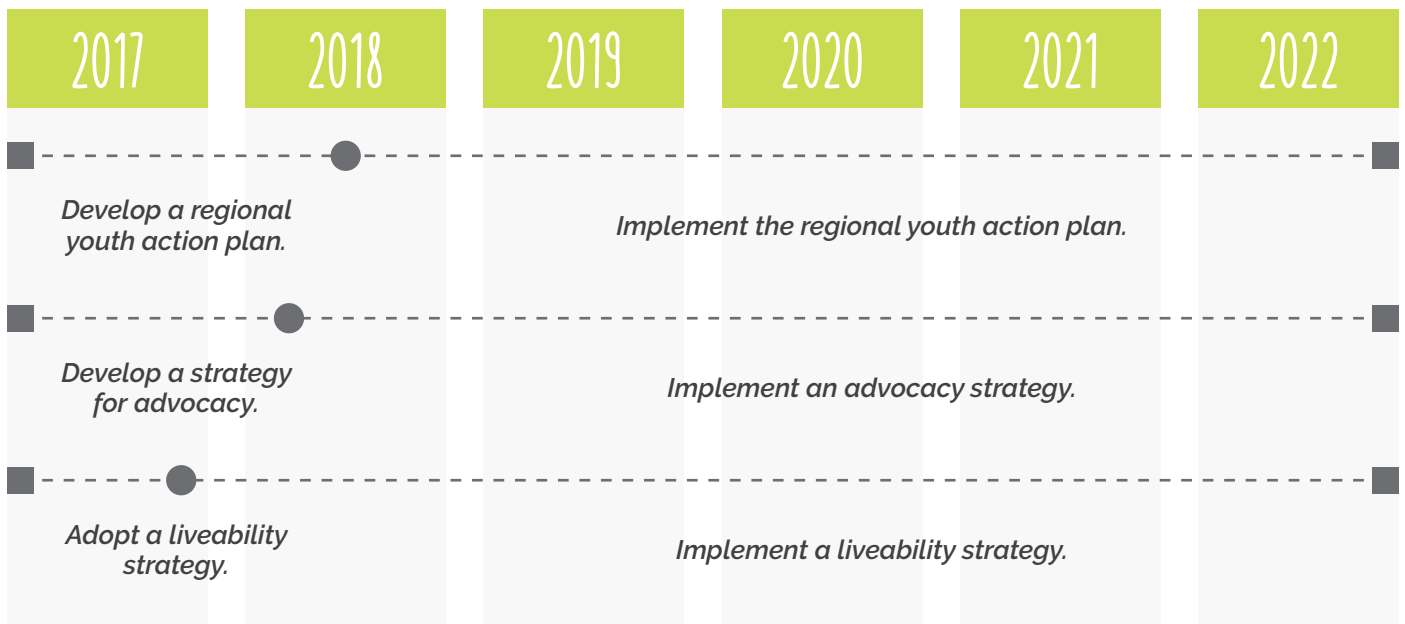 2017
2018
2019
2020
2021
2022
Develop a regional
youth action plan.
Implement the regional youth action plan.
Develop a strategy
for advocacy.
Implement an advocacy strategy.
Adopt a liveability
strategy.
Implement a liveability strategy.